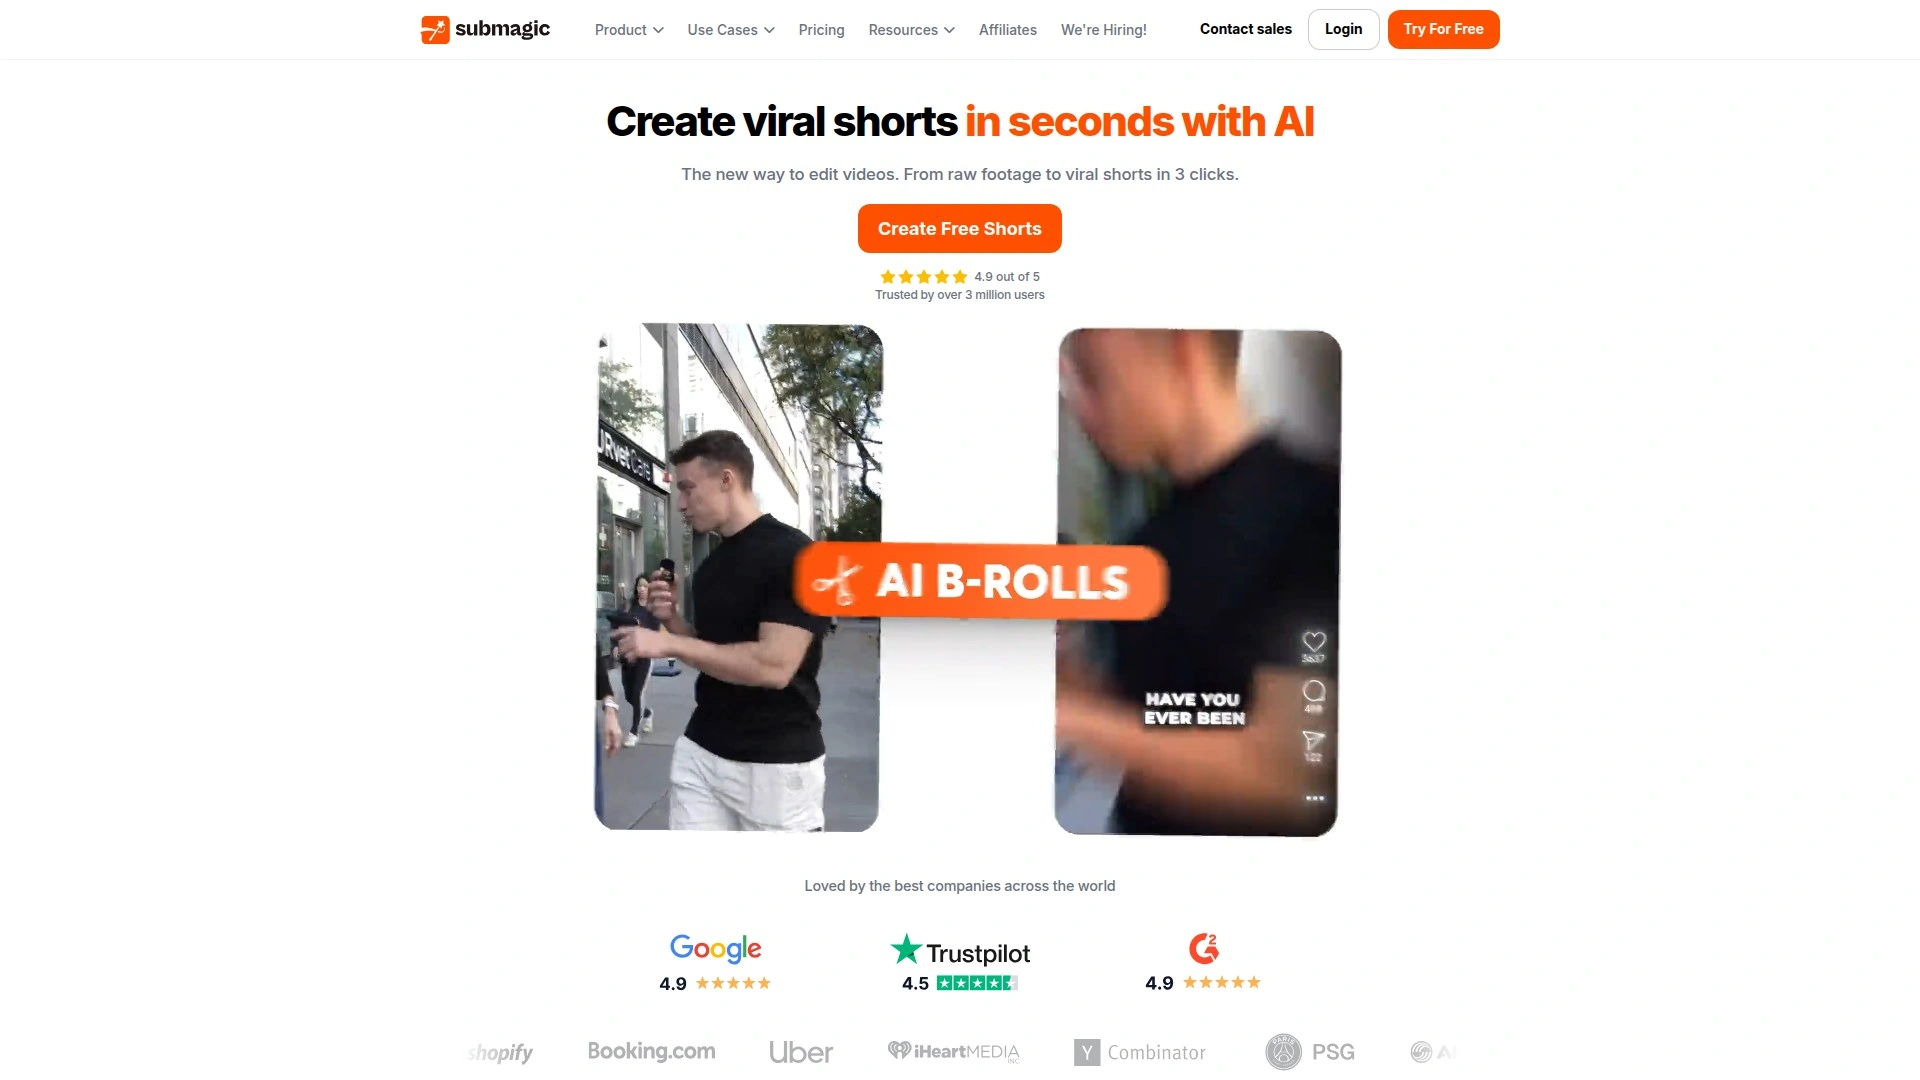 submagic
Product
Use Cases
Pricing
Resources
Affiliates
We're Hiring!
Contact sales
Login
Try For Free
Create viral shorts in seconds with AI
The new way to edit videos. From raw footage to viral shorts in 3 clicks.
Create Free Shorts
4.9 out of 5
Trusted by over 3 million users
AI B-ROLLS
HAVE YOU
EVER BEEN
Loved by the best companies across the world
Google
Trustpilot
G2
4.9
4.5
4.9
shopify
Booking.com
Uber
iHeartMEDIA
INC
Y Combinator
PARIS
PSG